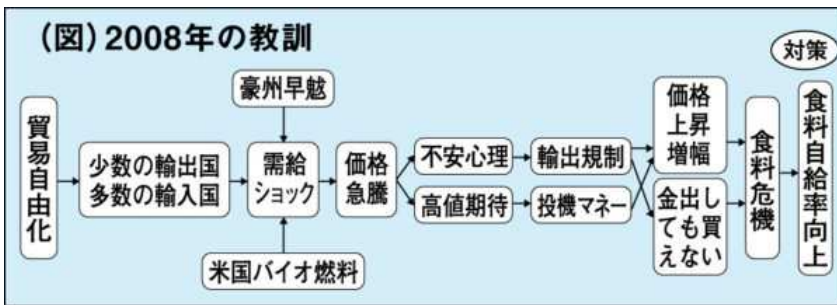 (図)2008年の教訓
対策
豪州早魃
貿易自由化
少数の輸出国
多数の輸入国
需給
ショック
価格
急騰
不安心理
輸出規制
高値期待
投機マネー
価格
上昇
増幅
金出し
ても買
えない
食料危機
食料自給率向上
米国バイオ燃料